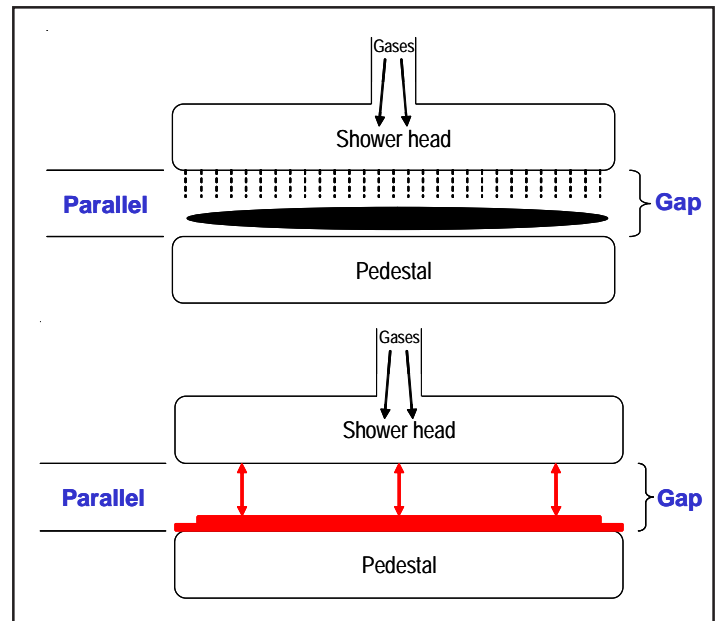 Gases
Shower head
Parallel
Gap
Pedestal
Gases
Shower head
Parallel
Gap
Pedestal